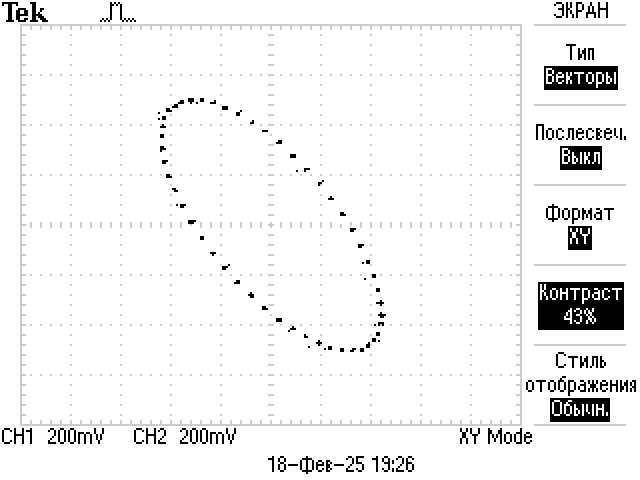 Tek
ЭКРАН
Тип
Векторы
Послесвеч.
Выкл
Формат
XY
Контраст
43%
Стиль
отображения
Обычн.
CH1 200mV CH2 200mV XY Mode
18-Фев-25 19:26